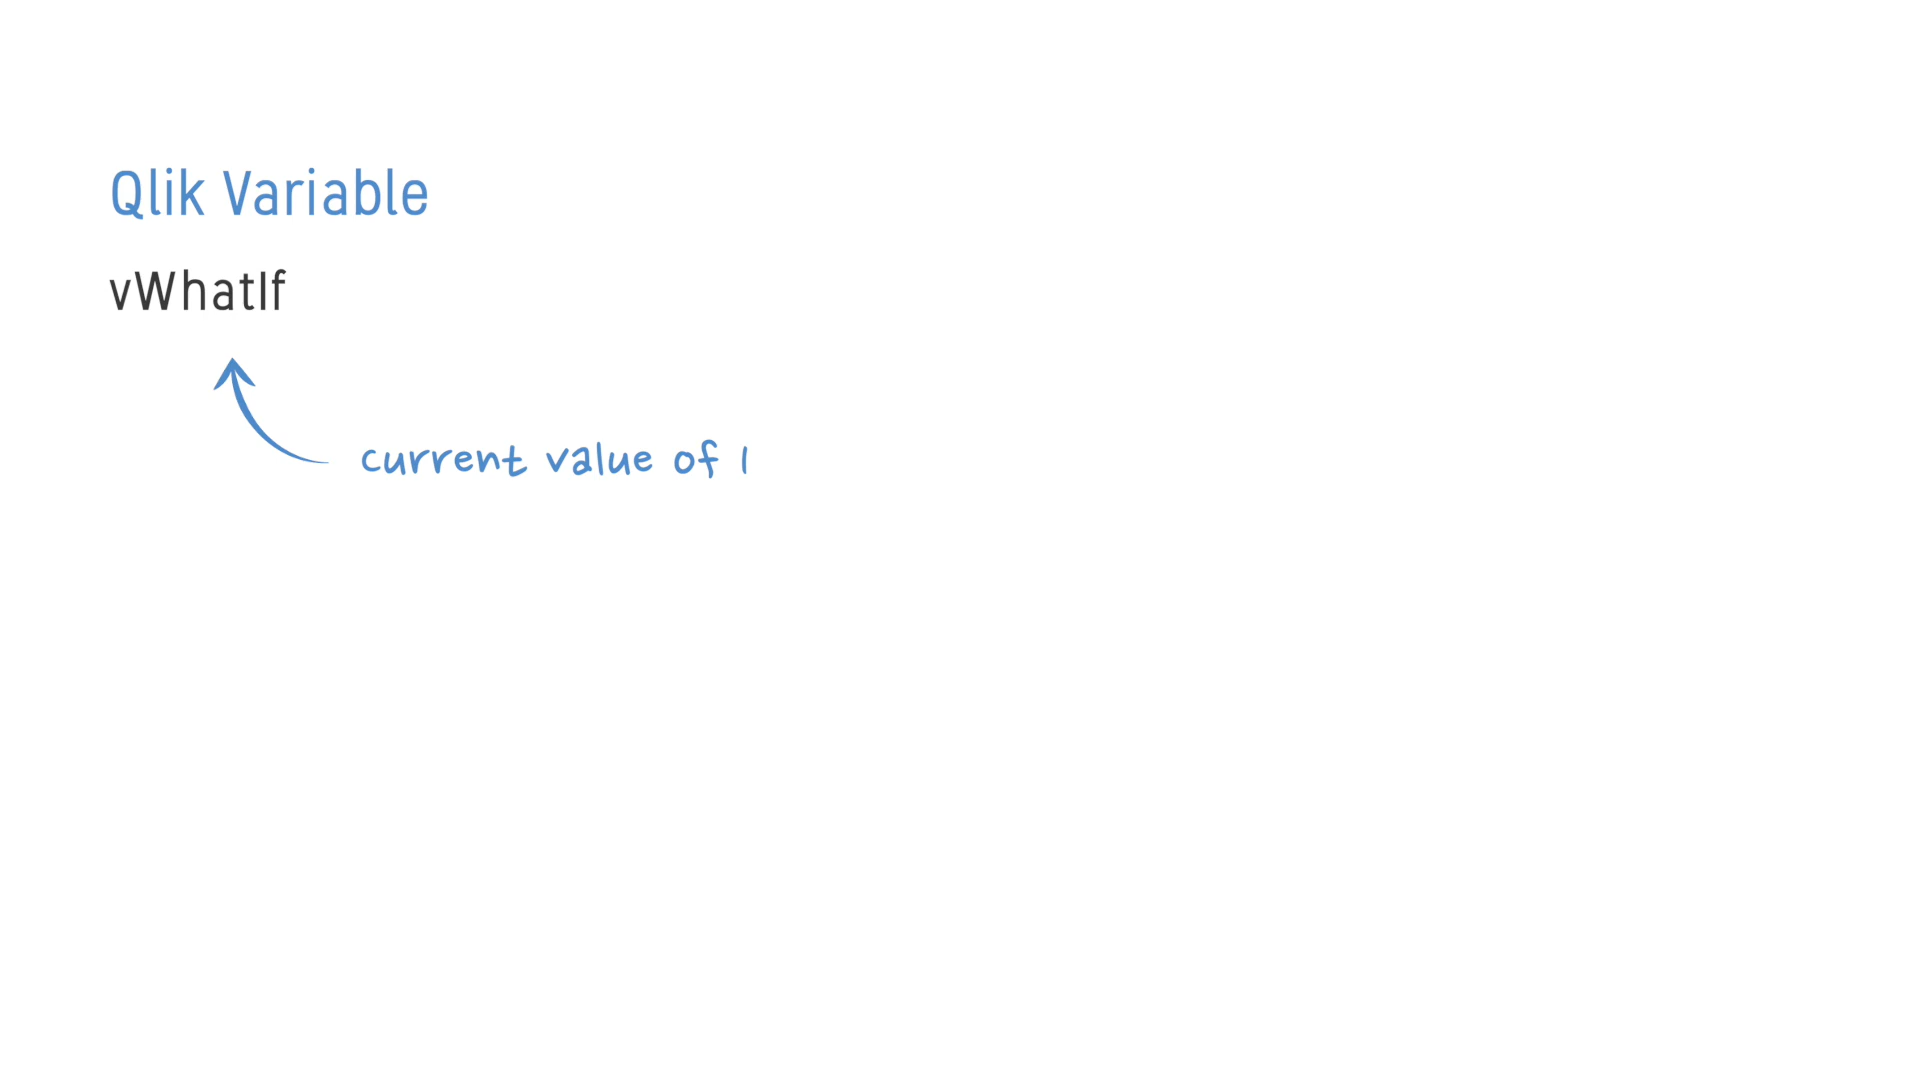 Qlik Variable
vWhatIf
current value of 1